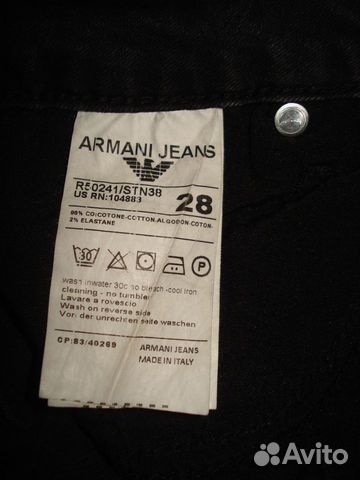 ARMANI JEANS
R50241/STN38
US RN:104883
28
98% CO:COTONE-COTTON-ALGODON-COTON-
2% ELASTANE
30
P
wash inwater 30c no bleach -cool iron
cleaning - no tumbler
Lavare a rovescio
Wash on reverse side
Vor der unrechten seite waschen
CP:83/40269
ARMANI JEANS
MADE IN ITALY
Avito